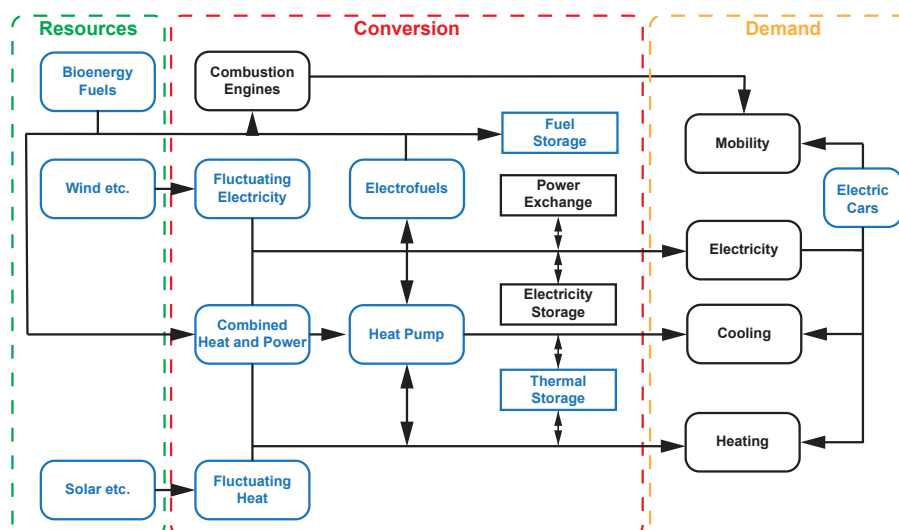 Resources
Conversion
Demand
Bioenergy
Fuels
Combustion
Engines
Fuel
Storage
Mobility
Wind etc.
Fluctuating
Electricity
Electrofuels
Power
Exchange
Electric
Cars
Electricity
Electricity
Storage
Combined
Heat and Power
Heat Pump
Cooling
Thermal
Storage
Heating
Solar etc.
Fluctuating
Heat